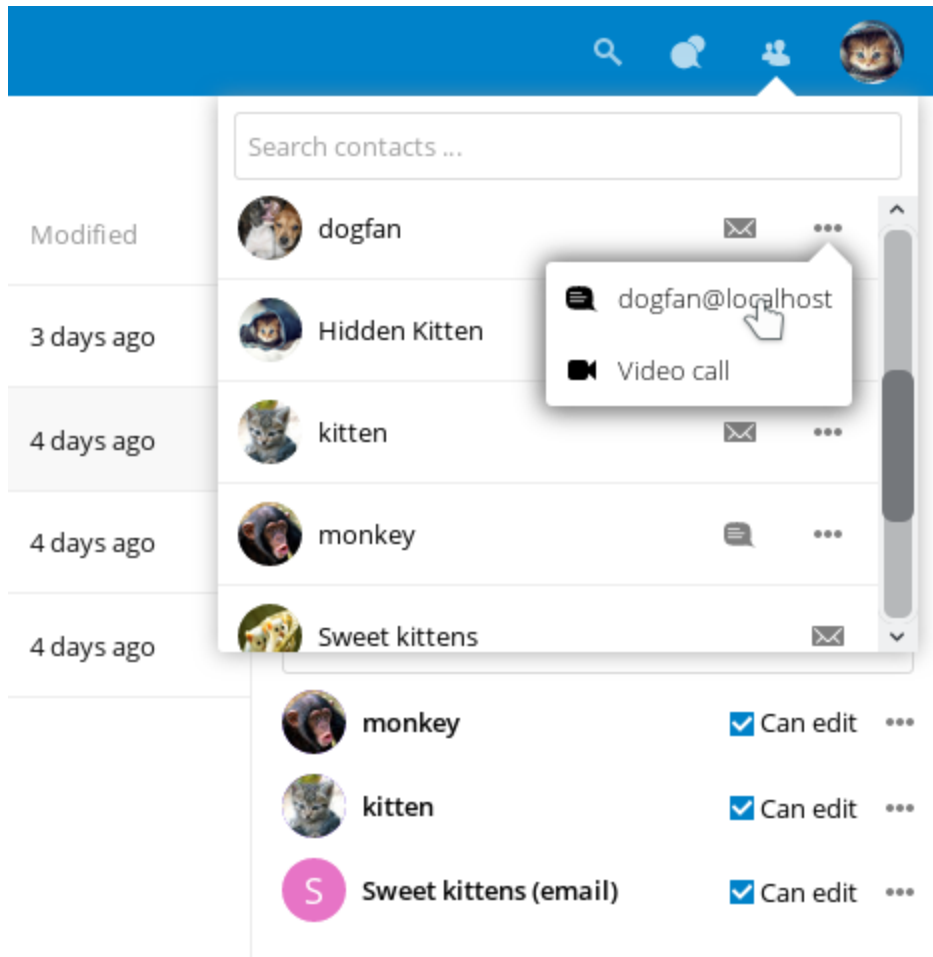 Search contacts ...
Modified
dogfan
dogfan@localhost
3 days ago
Hidden Kitten
Video call
4 days ago
kitten
4 days ago
monkey
4 days ago
Sweet kittens
monkey Can edit
kitten Can edit
S Sweet kittens (email) Can edit